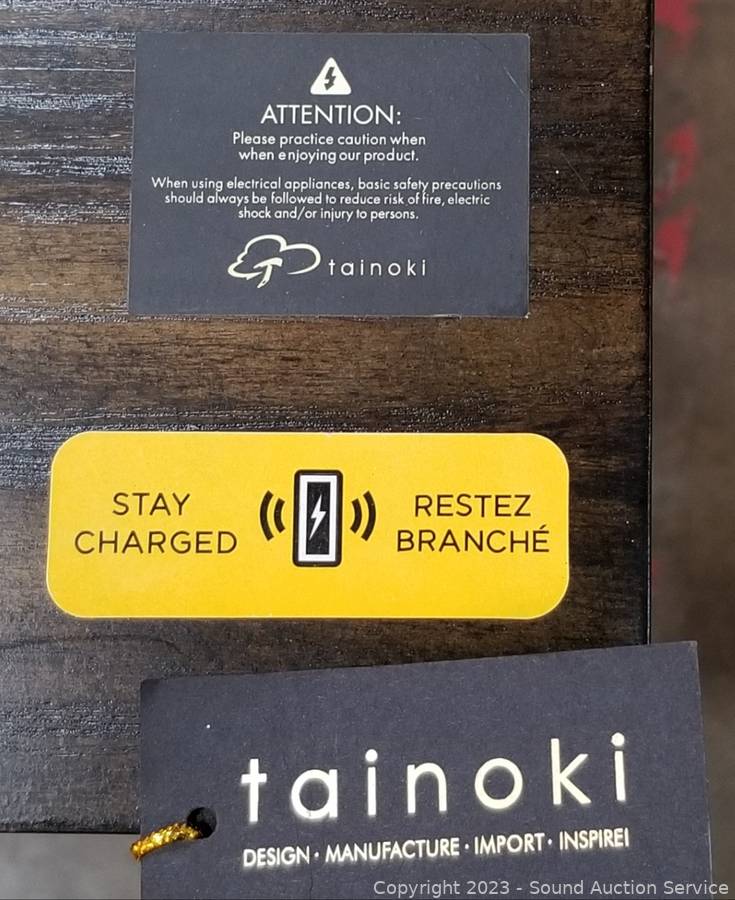 ATTENTION:
Please practice caution when
when enjoying our product.
When using electrical appliances, basic safety precautions
should always be followed to reduce risk of fire, electric
shock and/or injury to persons.
tainoki
STAY
CHARGED
RESTEZ
BRANCHÉ
tainoki
DESIGN · MANUFACTURE · IMPORT · INSPIRE!
Copyright 2023 - Sound Auction Service